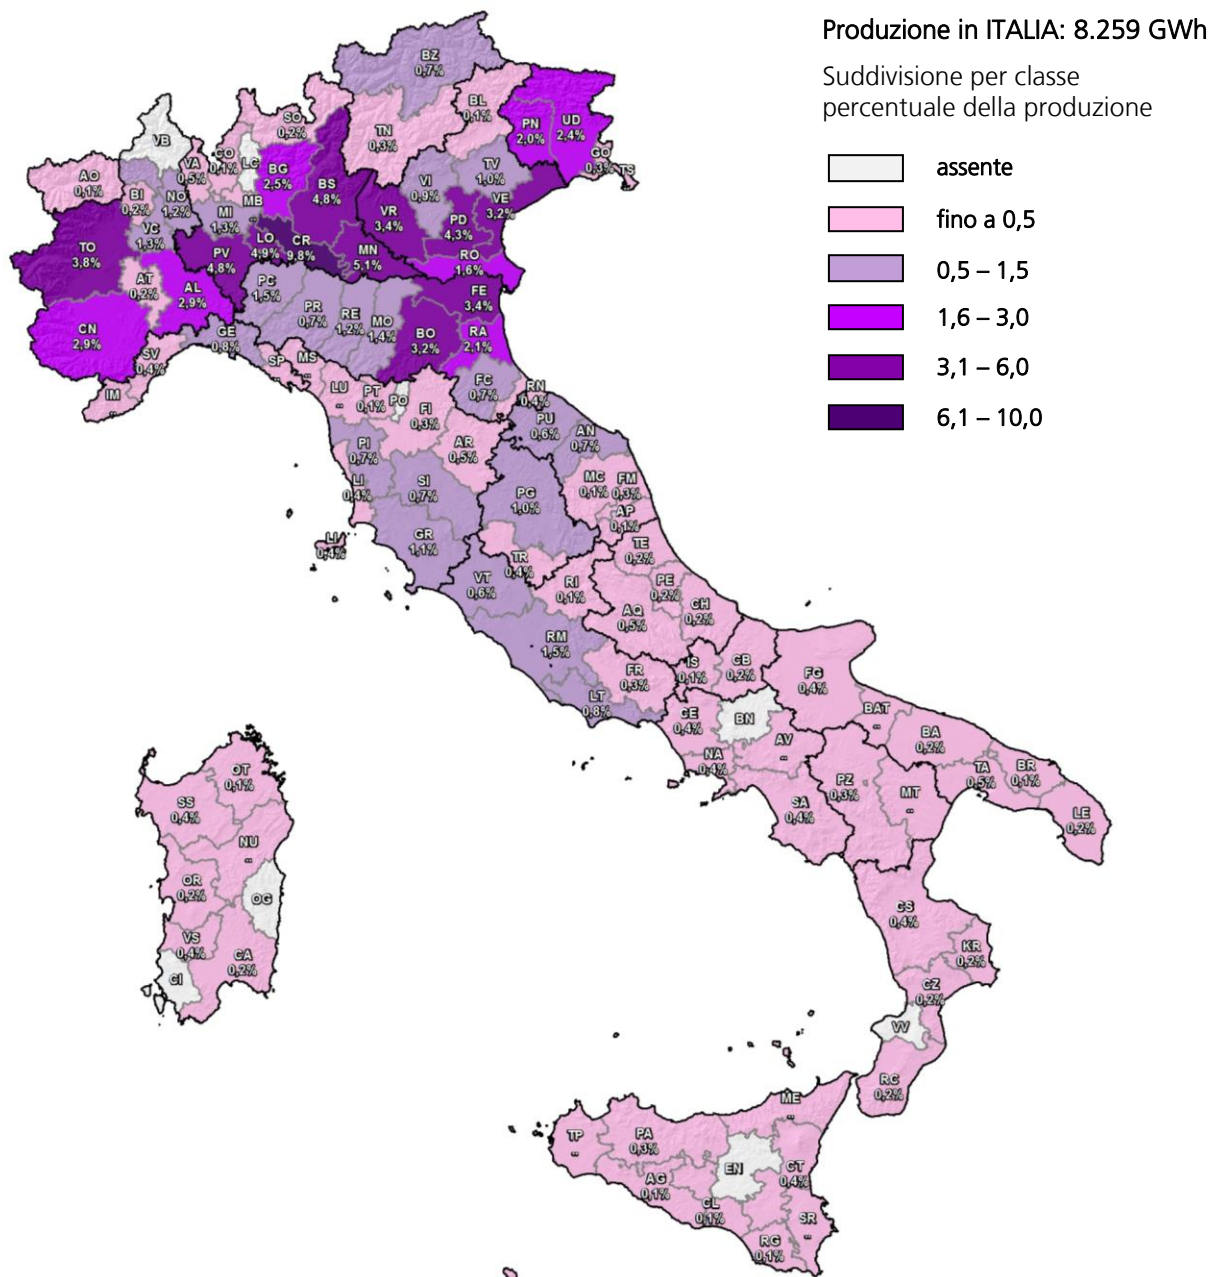 Produzione in ITALIA: 8.259 GWh
Suddivisione per classe
percentuale della produzione
assente
fino a 0,5
0,5 – 1,5
1,6 – 3,0
3,1 – 6,0
6,1 – 10,0
BZ
0,7%
BL
0,1%
PN
2,0%
UD
2,4%
GO
0,3%
TS
SO
0,2%
TN
0,3%
VB
AO
0,1%
VA
0,5%
CO
0,1%
LC
BG
2,5%
BS
4,8%
VI
0,9%
TV
1,0%
VE
3,2%
BI
0,2%
NO
1,2%
MB
--
MI
1,3%
VR
3,4%
PD
4,3%
VC
1,3%
TO
3,8%
PV
4,8%
LO
4,9%
CR
9,8%
MN
5,1%
RO
1,6%
AT
0,2%
AL
2,9%
PC
1,5%
PR
0,7%
RE
1,2%
MO
1,4%
FE
3,4%
BO
3,2%
RA
2,1%
CN
2,9%
GE
0,8%
SV
0,4%
IM
--
SP
--
MS
--
LU
--
PT
0,1%
PO
FI
0,3%
FC
0,7%
RN
0,4%
PU
0,6%
AN
0,7%
PI
0,7%
AR
0,5%
LI
0,4%
SI
0,7%
PG
1,0%
MC
0,1%
FM
0,3%
AP
0,1%
GR
1,1%
LI
0,4%
TR
0,4%
TE
0,2%
VT
0,6%
RI
0,1%
PE
0,2%
CH
0,2%
AQ
0,5%
RM
1,5%
FR
0,3%
IS
0,1%
CB
0,2%
FG
0,4%
LT
0,8%
CE
0,4%
BN
BAT
--
BA
0,2%
NA
0,4%
AV
--
PZ
0,3%
MT
--
TA
0,5%
BR
0,1%
LE
0,2%
SA
0,4%
OT
0,1%
SS
0,4%
NU
--
OR
0,2%
OG
VS
0,4%
CA
0,2%
CI
CS
0,4%
KR
0,2%
CZ
0,2%
VV
RC
0,2%
ME
--
TP
--
PA
0,3%
EN
CT
0,4%
AG
0,1%
CL
0,1%
SR
--
RG
0,1%